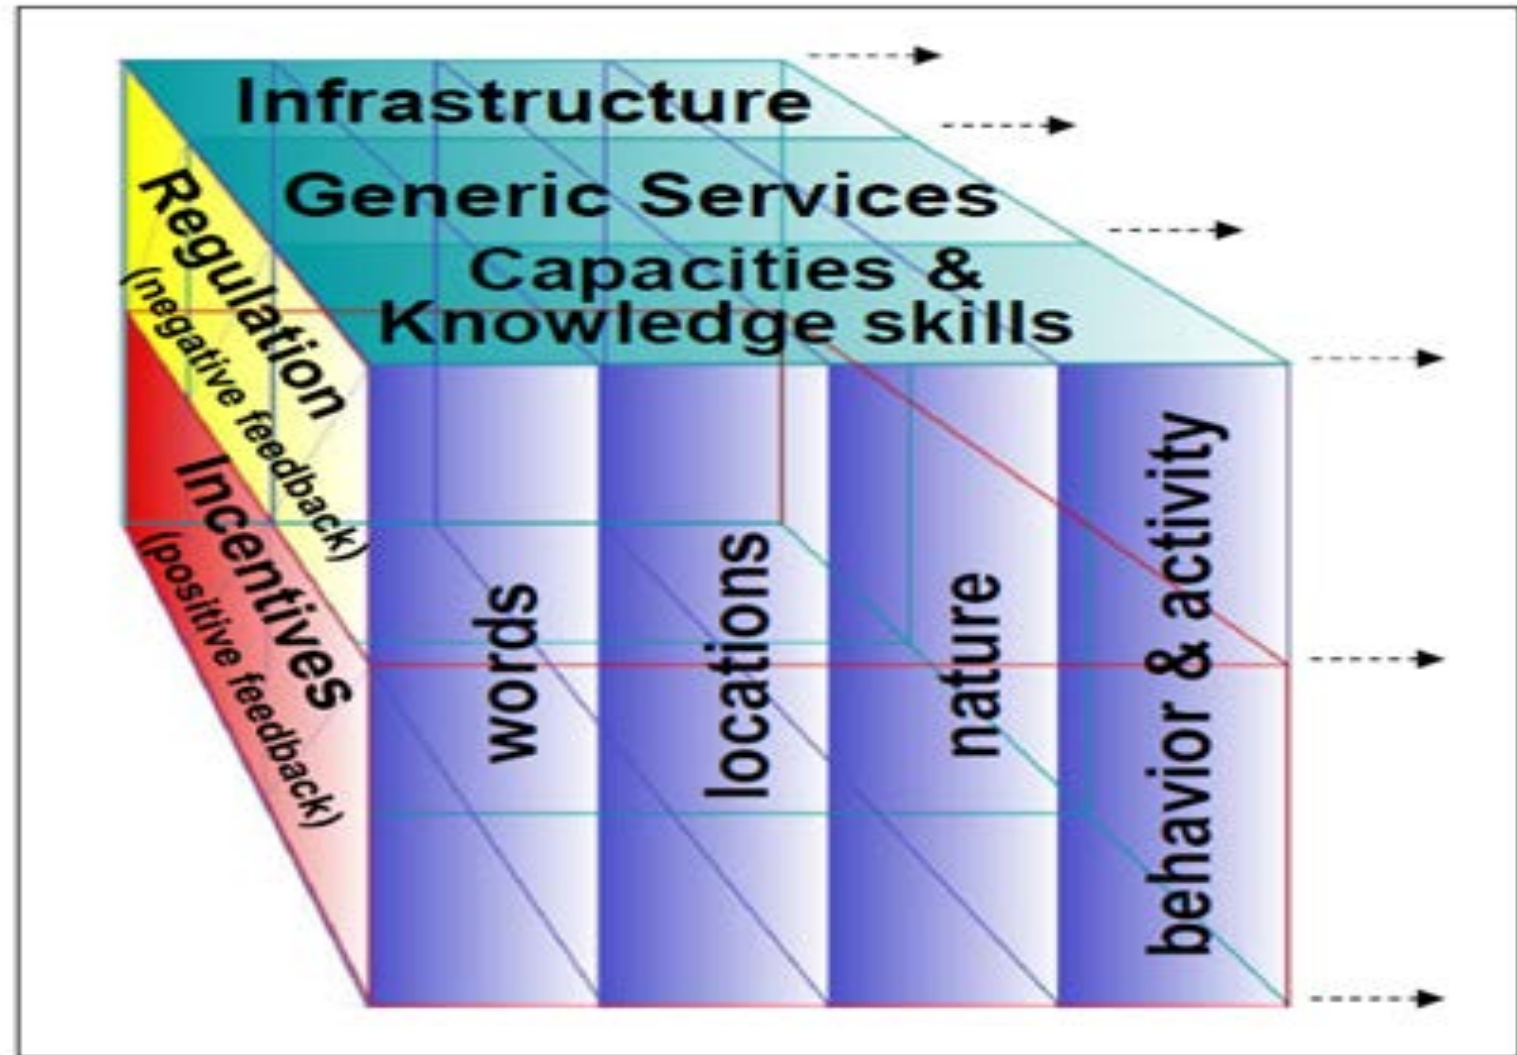 Infrastructure
Generic Services
Capacities &
Knowledge skills
Regulation
(negative feedback)
Incentives
(positive feedback)
words
locations
nature
behavior & activity